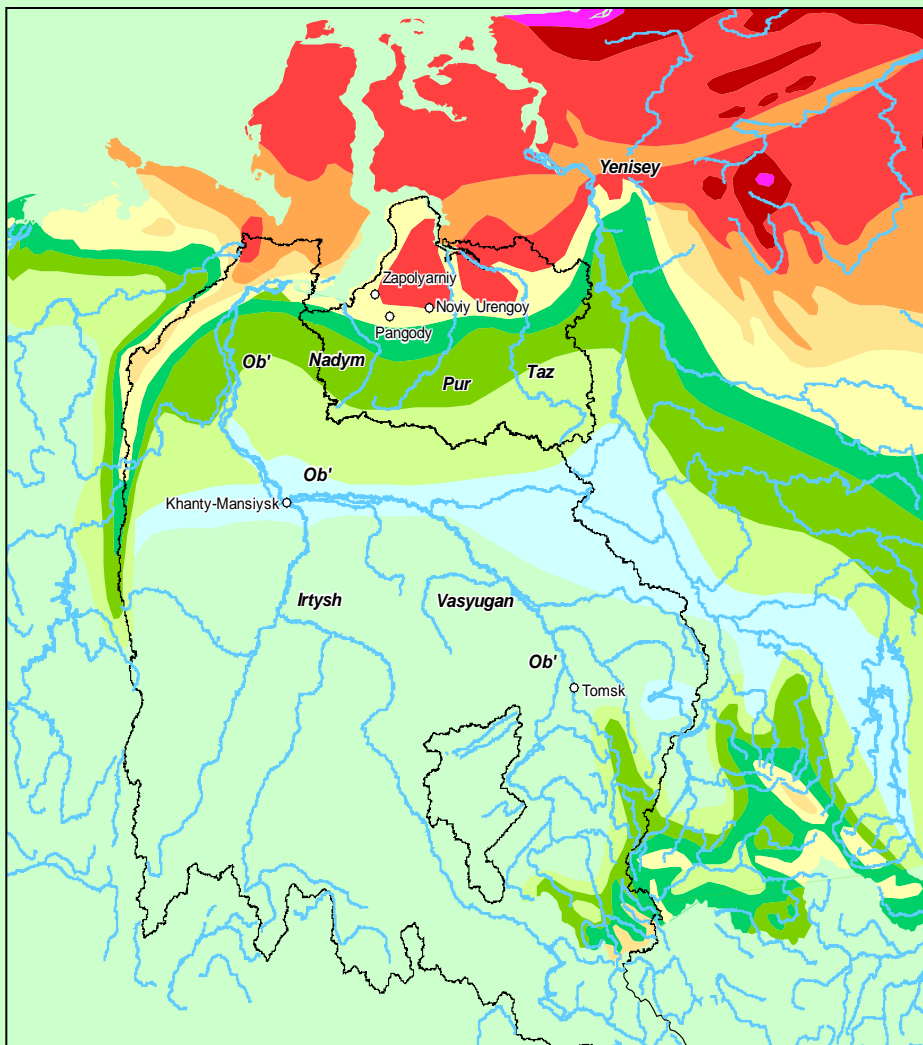 Yenisey
Zapolyarniy
Noviy Urengoy
Pangody
Ob'
Nadym
Pur
Taz
Ob'
Khanty-Mansiysk
Irtysh
Vasyugan
Ob'
Tomsk